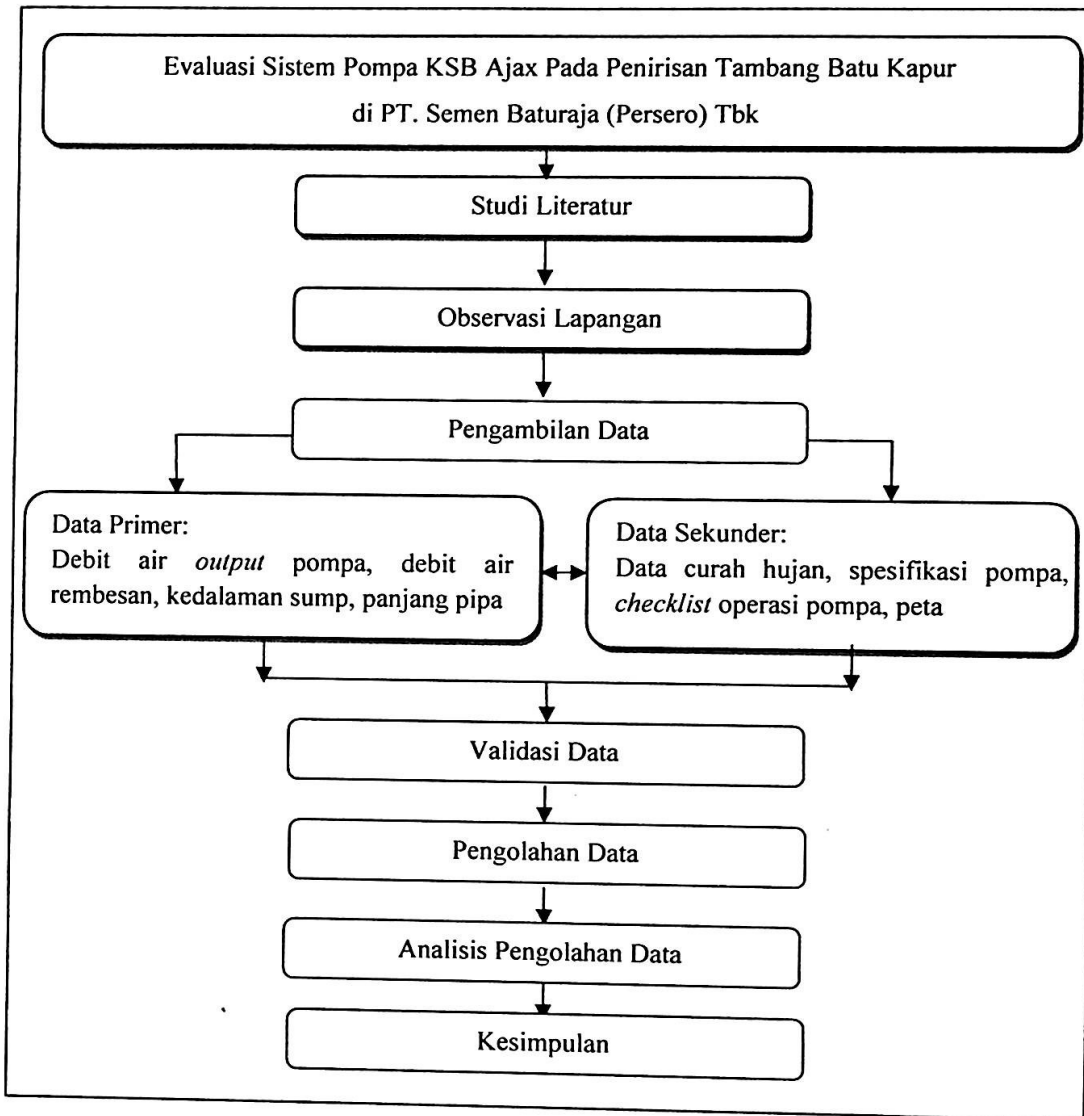 Evaluasi Sistem Pompa KSB Ajax Pada Penirisan Tambang Batu Kapur
di PT. Semen Baturaja (Persero) Tbk
Studi Literatur
Observasi Lapangan
Pengambilan Data
Data Primer:
Debit air output pompa, debit air
rembesan, kedalaman sump, panjang pipa
Data Sekunder:
Data curah hujan, spesifikasi pompa,
checklist operasi pompa, peta
Validasi Data
Pengolahan Data
Analisis Pengolahan Data
Kesimpulan